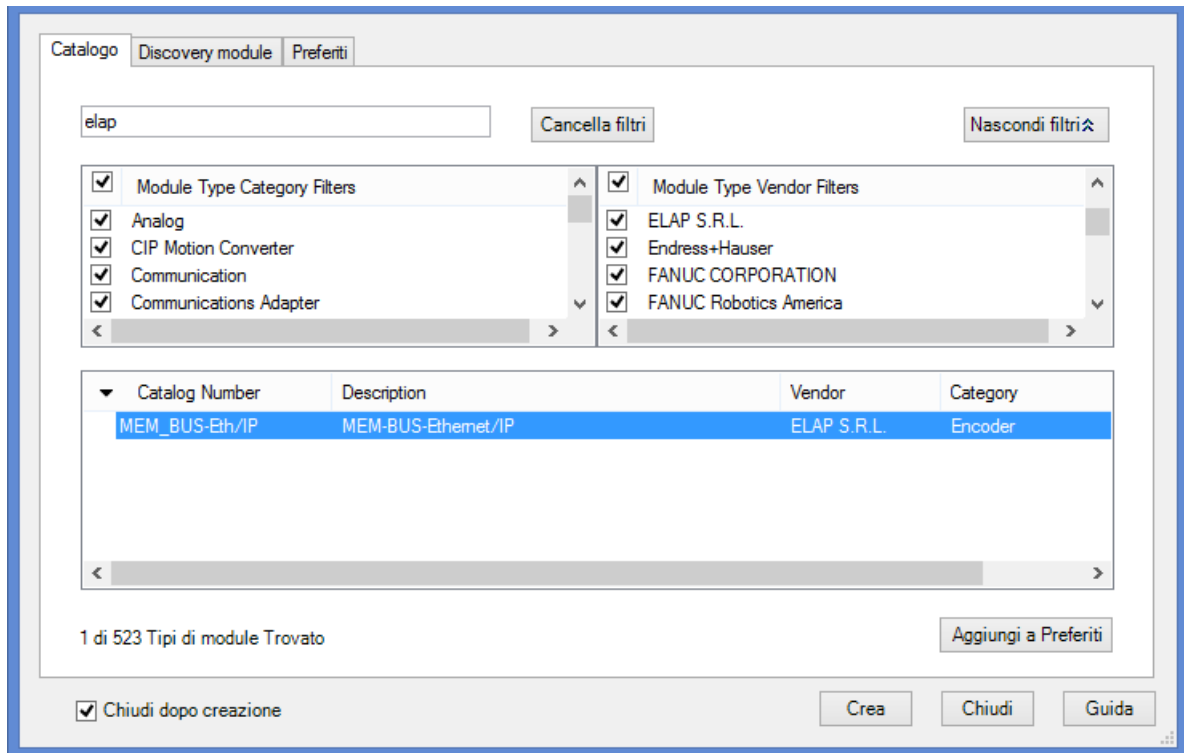 Catalogo Discovery module Preferiti
elap Cancella filtri Nascondi filtri
Module Type Category Filters
Analog
CIP Motion Converter
Communication
Communications Adapter
Module Type Vendor Filters
ELAP S.R.L.
Endress+Hauser
FANUC CORPORATION
FANUC Robotics America
Catalog Number Description Vendor Category
MEM_BUS-Eth/IP MEM-BUS-Ethernet/IP ELAP S.R.L. Encoder
1 di 523 Tipi di module Trovato Aggiungi a Preferiti
Chiudi dopo creazione Crea Chiudi Guida